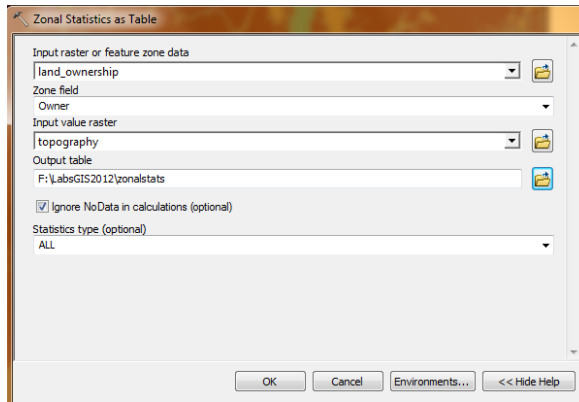 Zonal Statistics as Table
Input raster or feature zone data
land_ownership
Zone field
Owner
Input value raster
topography
Output table
F:\LabsGIS2012\zonalstats
Ignore NoData in calculations (optional)
Statistics type (optional)
ALL
OK Cancel Environments... << Hide Help